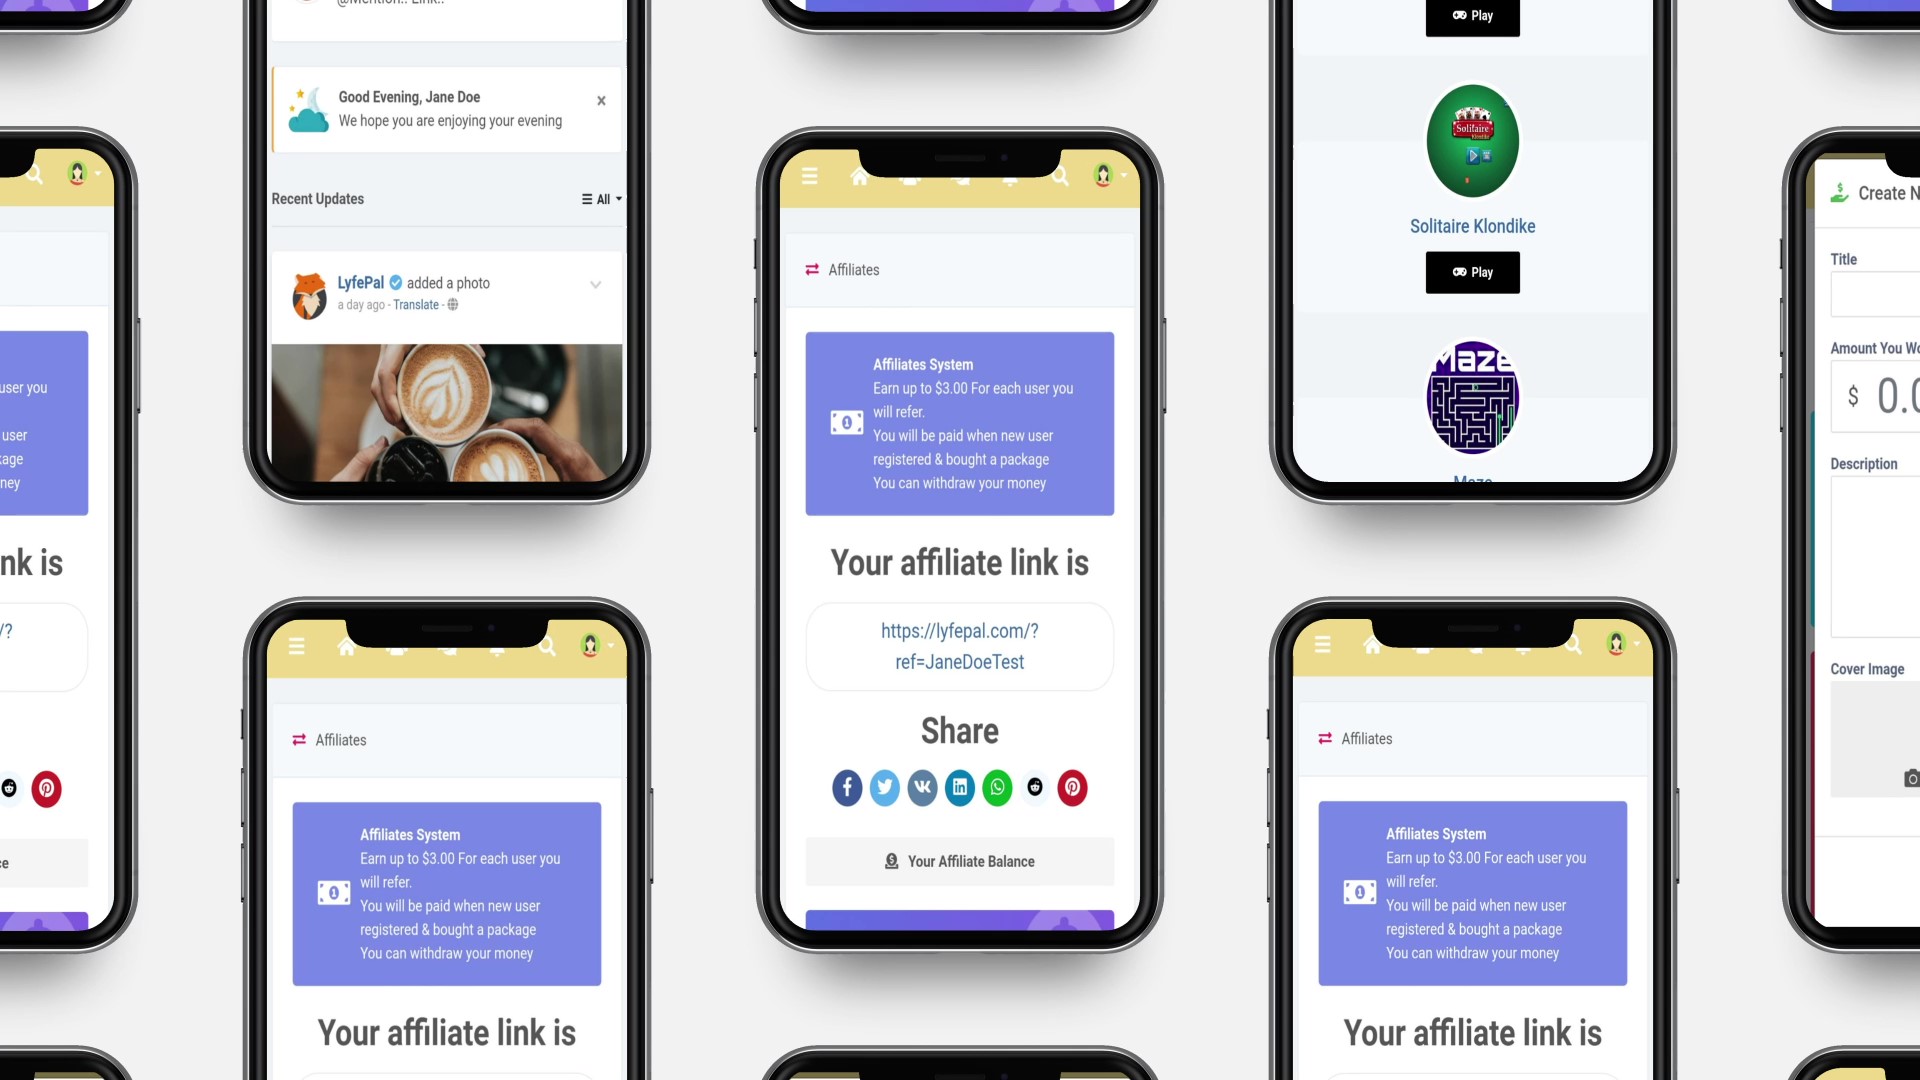 @Mention.. Link..
Good Evening, Jane Doe
We hope you are enjoying your evening
Recent Updates
All
LyfePal added a photo
a day ago - Translate -
Affiliates
Affiliates System
Earn up to $3.00 For each user you
will refer.
You will be paid when new user
registered & bought a package
You can withdraw your money
Your affiliate link is
user you
user
nk is
/?
Affiliates
Affiliates System
Earn up to $3.00 For each user you
will refer.
You will be paid when new user
registered & bought a package
You can withdraw your money
Your affiliate link is
https://lyfepal.com/?
ref=JaneDoeTest
Share
Your Affiliate Balance
Play
Solitaire
Klondike
Solitaire Klondike
Play
Maze
Maze
Affiliates
Affiliates System
Earn up to $3.00 For each user you
will refer.
You will be paid when new user
registered & bought a package
You can withdraw your money
Your affiliate link is
Create N
Title
Amount You Wo
$ 0.0
Description
Cover Image